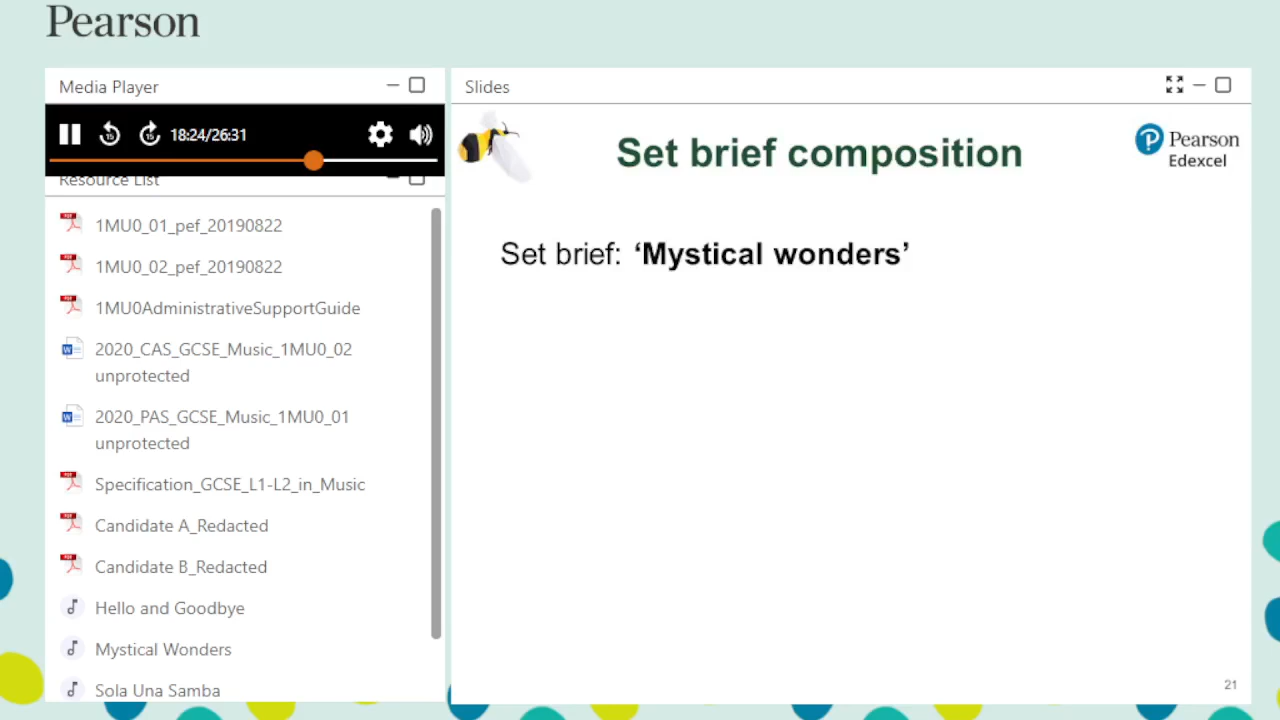 Pearson
Media Player
18:24/26:31
Resource List
1MU0_01_pef_20190822
1MU0_02_pef_20190822
1MU0AdministrativeSupportGuide
2020_CAS_GCSE_Music_1MU0_02
unprotected
2020_PAS_GCSE_Music_1MU0_01
unprotected
Specification_GCSE_L1-L2_in_Music
Candidate A_Redacted
Candidate B_Redacted
Hello and Goodbye
Mystical Wonders
Sola Una Samba
Slides
Set brief composition
Pearson
Edexcel
Set brief: ‘Mystical wonders’
21